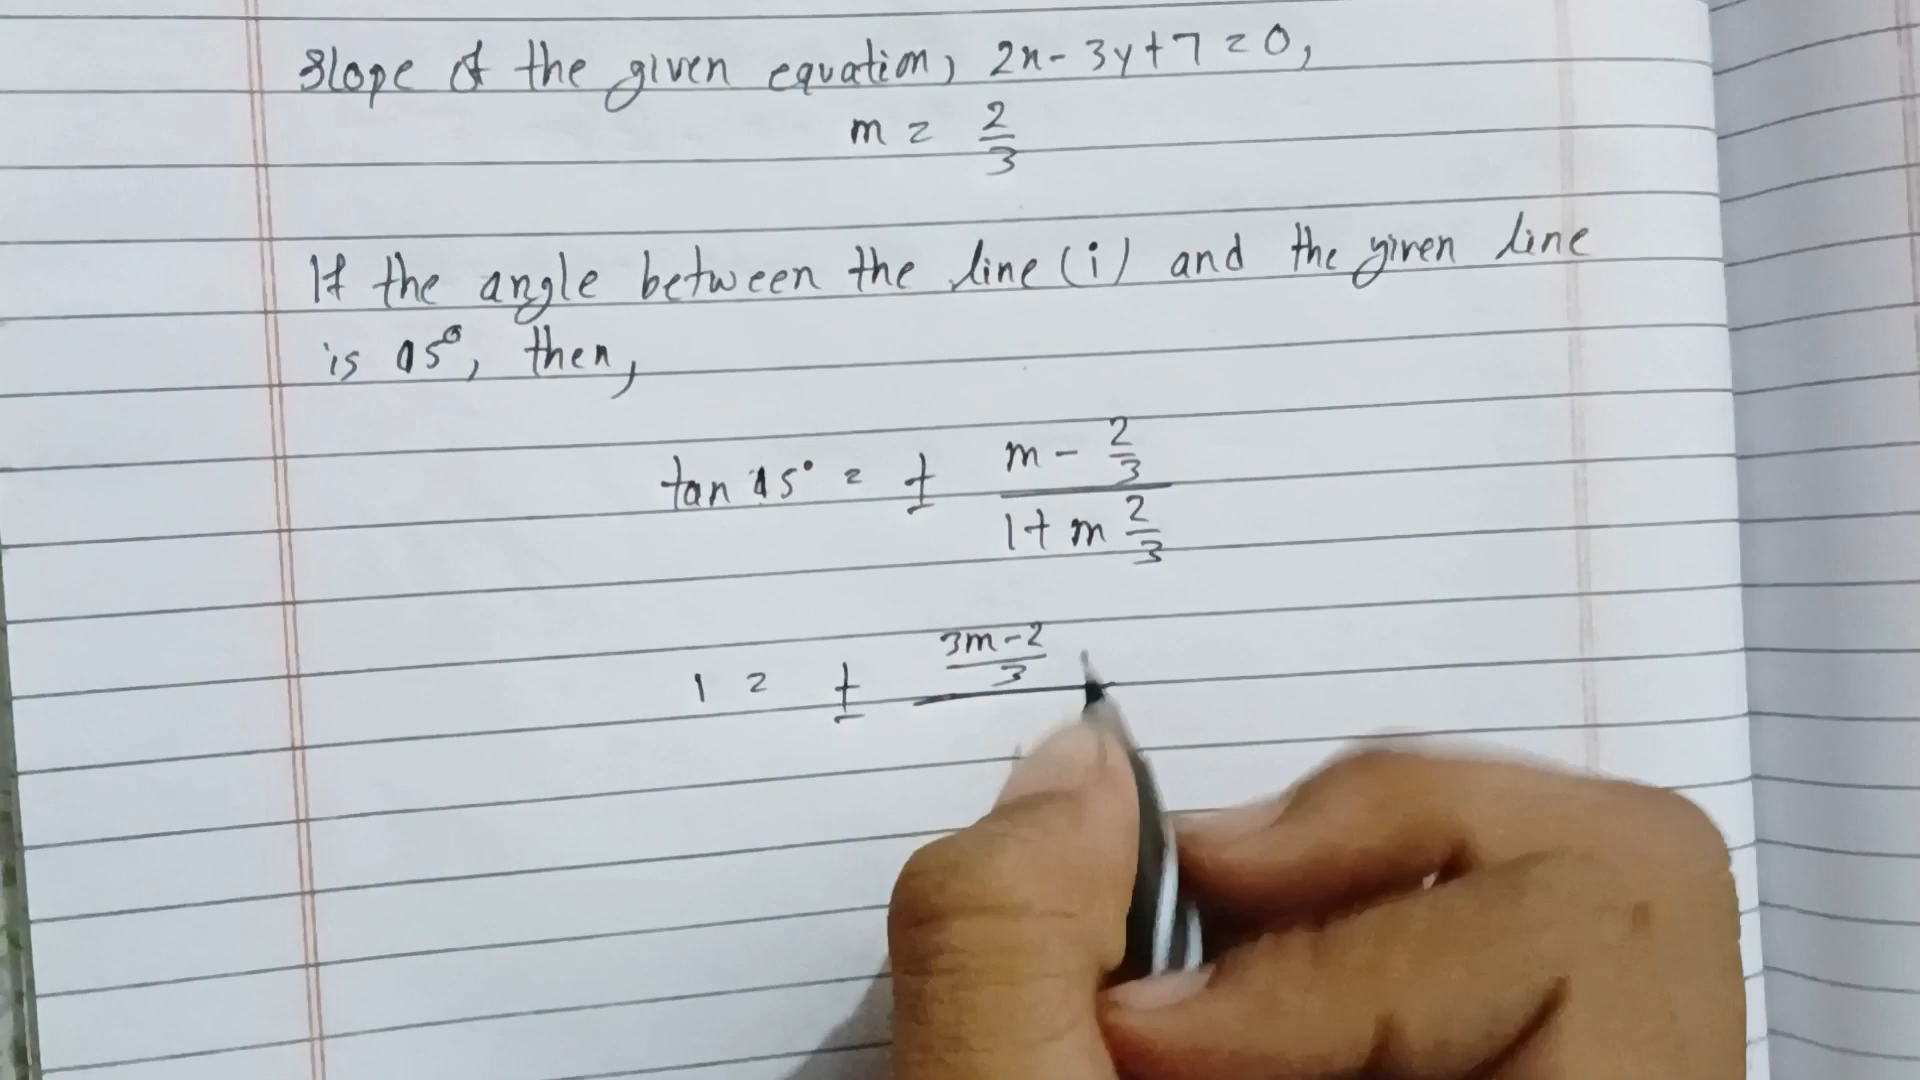 Slope of the given equation, 2x - 3y + 7 = 0,
m = 2/3
If the angle between the line (i) and the given line
is 45°, then,
tan 45° = ± (m - 2/3)/(1 + m 2/3)
1 = ± (3m - 2)/3